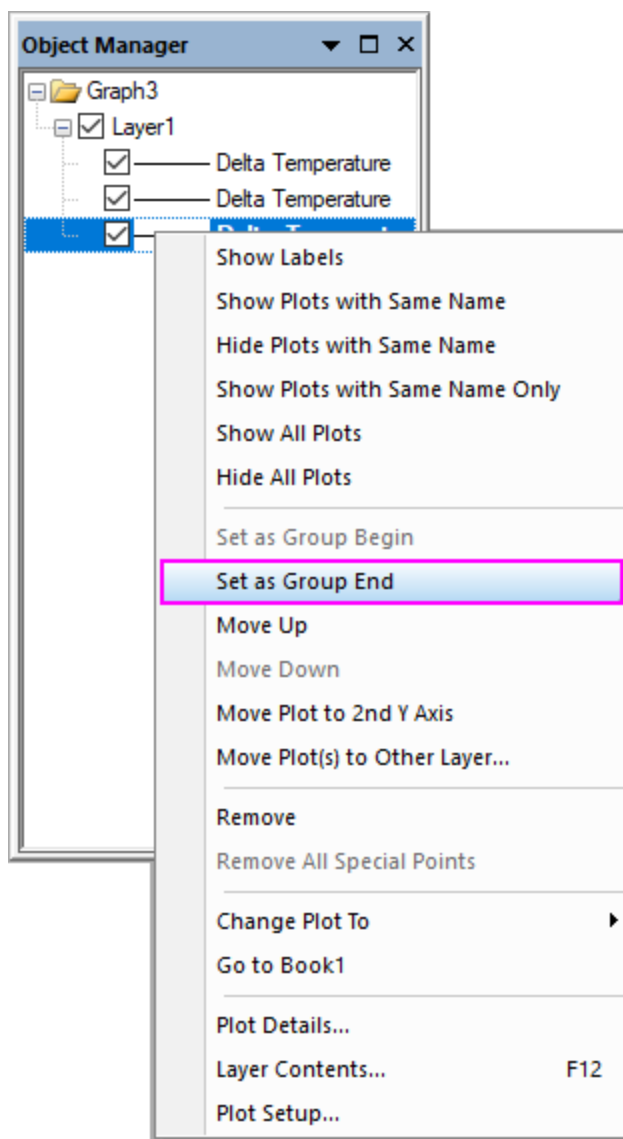 Object Manager
Graph3
Layer1
Delta Temperature
Delta Temperature
Show Labels
Show Plots with Same Name
Hide Plots with Same Name
Show Plots with Same Name Only
Show All Plots
Hide All Plots
Set as Group Begin
Set as Group End
Move Up
Move Down
Move Plot to 2nd Y Axis
Move Plot(s) to Other Layer...
Remove
Remove All Special Points
Change Plot To
Go to Book1
Plot Details...
Layer Contents... F12
Plot Setup...